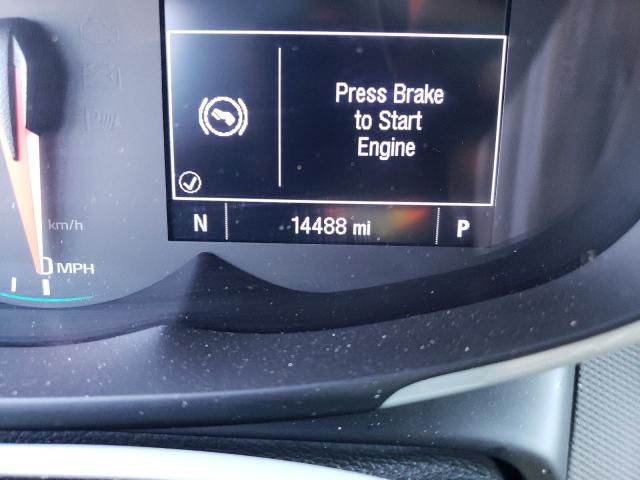 Press Brake
to Start
Engine
N 14488 mi P
km/h
0 MPH